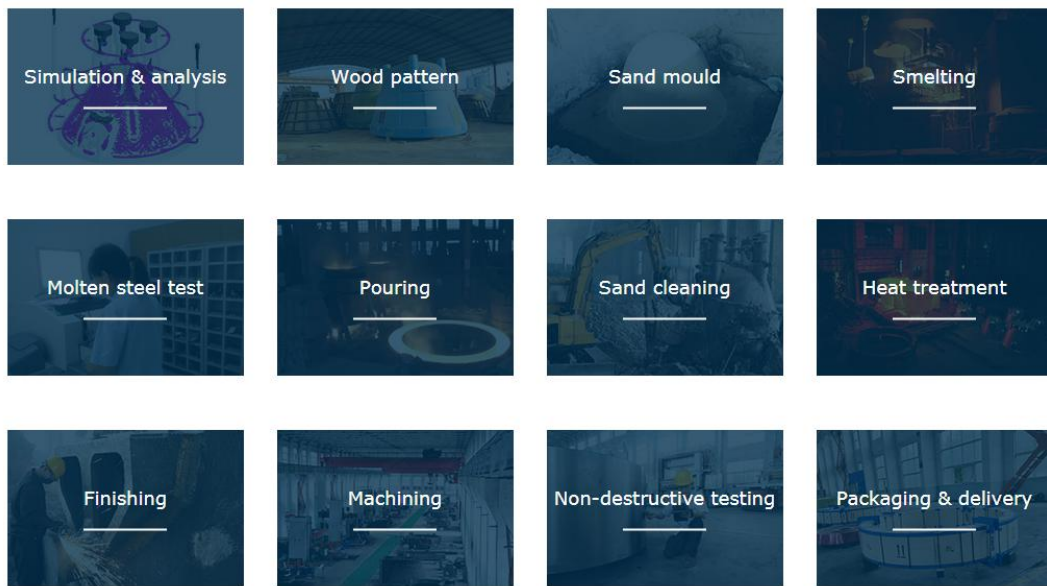 Simulation & analysis
Wood pattern
Sand mould
Smelting
Molten steel test
Pouring
Sand cleaning
Heat treatment
Finishing
Machining
Non-destructive testing
Packaging & delivery